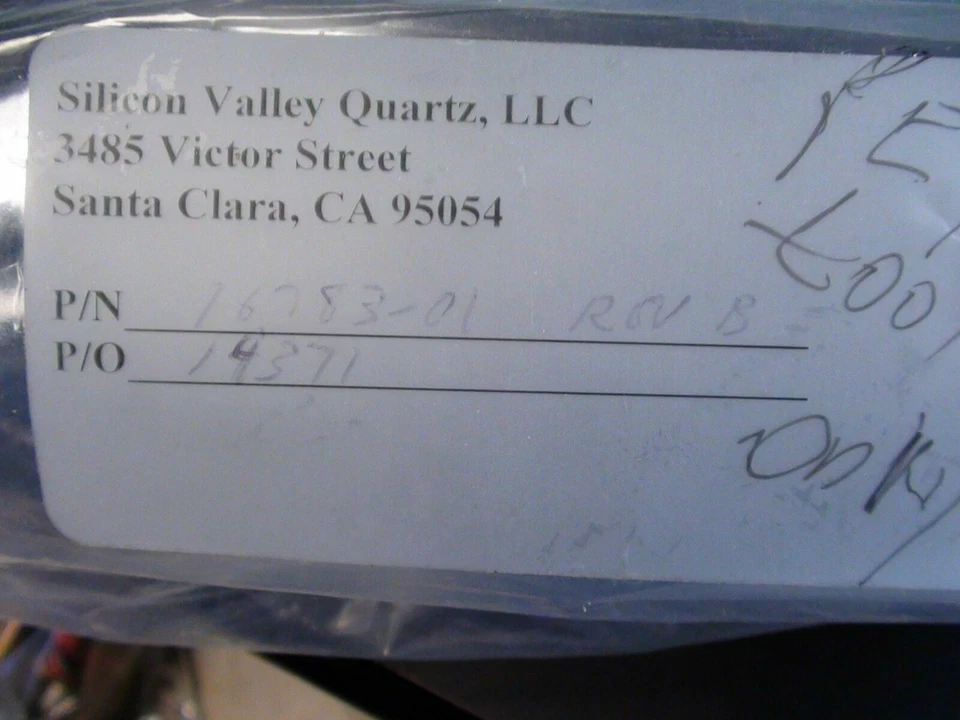 Silicon Valley Quartz, LLC
3485 Victor Street
Santa Clara, CA 95054
P/N 16783-01 REV B
P/O 14371